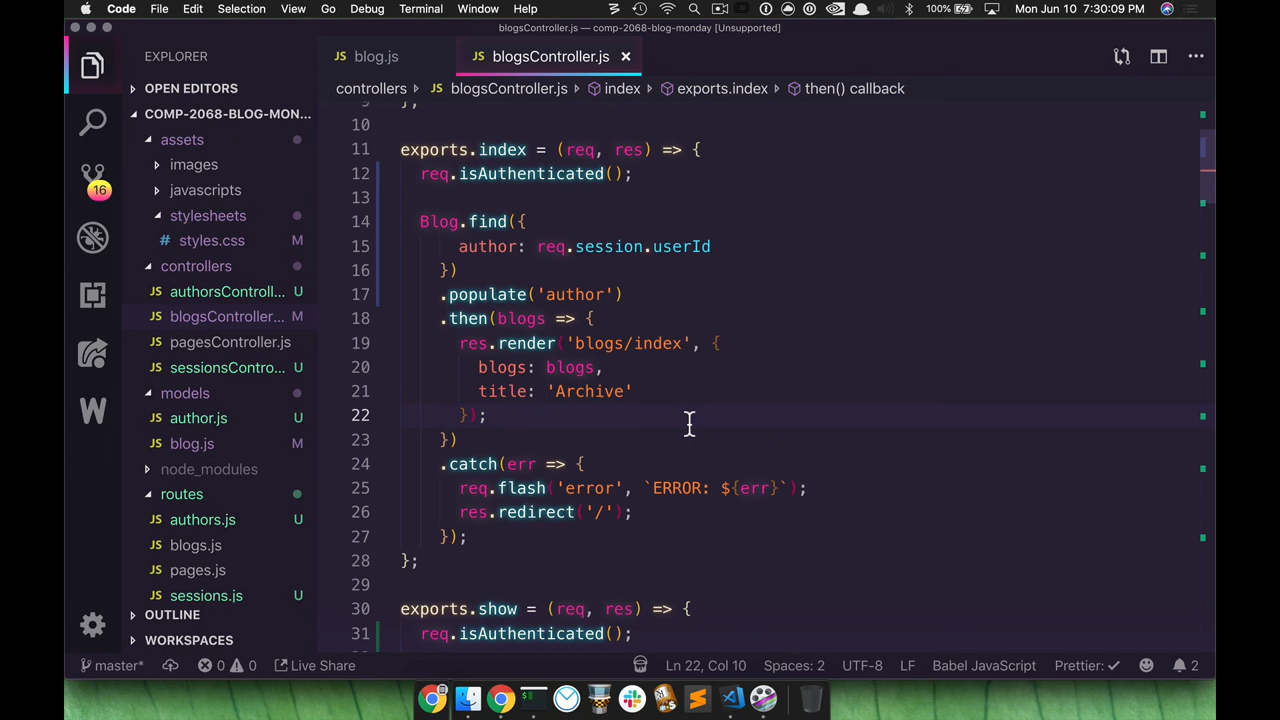 Code File Edit Selection View Go Debug Terminal Window Help 100% Mon Jun 10 7:30:09 PM
blogsController.js — comp-2068-blog-monday [Unsupported]
EXPLORER
OPEN EDITORS
COMP-2068-BLOG-MON...
assets
images
javascripts
stylesheets
styles.css M
controllers
JS authorsControll... U
JS blogsController... M
JS pagesController.js
JS sessionsContro... U
models
JS author.js U
JS blog.js M
node_modules
routes
JS authors.js U
JS blogs.js
JS pages.js
JS sessions.js U
OUTLINE
WORKSPACES
16
JS blog.js JS blogsController.js
controllers JS blogsController.js index exports.index then() callback
9 };
10
11 exports.index = (req, res) => {
12 req.isAuthenticated();
13
14 Blog.find({
15 author: req.session.userId
16 })
17 .populate('author')
18 .then(blogs => {
19 res.render('blogs/index', {
20 blogs: blogs,
21 title: 'Archive'
22 });
23 })
24 .catch(err => {
25 req.flash('error', `ERROR: ${err}`);
26 res.redirect('/');
27 });
28 };
29
30 exports.show = (req, res) => {
31 req.isAuthenticated();
master* 0 0 Live Share Ln 22, Col 10 Spaces: 2 UTF-8 LF Babel JavaScript Prettier: ✓ 2